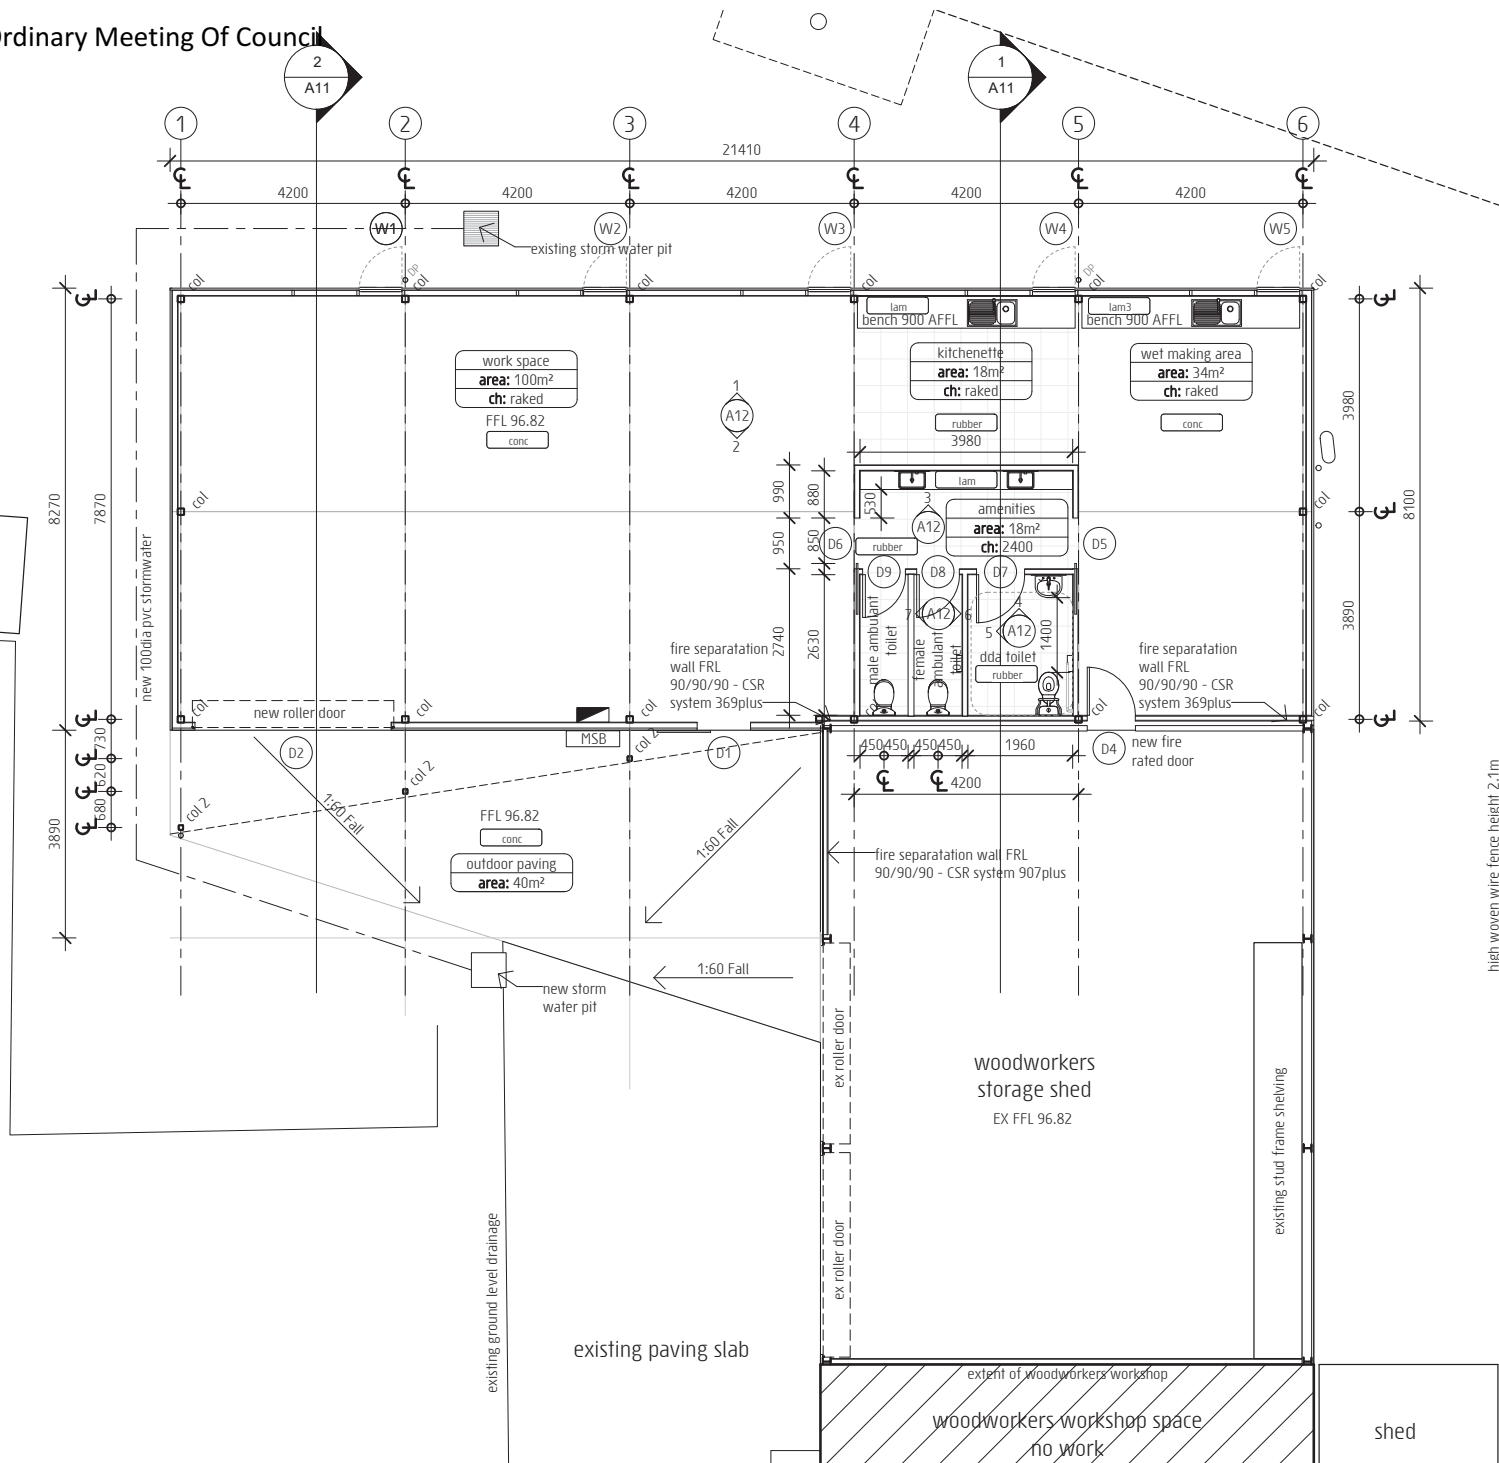 Ordinary Meeting Of Council
2
A11
1
A11
1
2
3
4
5
6
21410
4200
4200
4200
4200
4200
W1
W2
W3
W4
W5
existing storm water pit
DP
DP
col
col
col
col
col
col
lam
bench 900 AFFL
lam3
bench 900 AFFL
work space
area: 100m²
ch: raked
FFL 96.82
conc
kitchenette
area: 18m²
ch: raked
rubber
3980
wet making area
area: 34m²
ch: raked
conc
1
A12
2
8270
7870
3980
8100
3890
col
col
990
880
530
950
850
2740
2630
lam
3
A12
amenities
area: 18m²
ch: 2400
D6
rubber
D5
D9
D8
D7
male ambulant
toilet
female
ambulant
toilet
7
A12
6
4
5
A12
1400
dda toilet
rubber
new 100dia pvc stormwater
fire separatation
wall FRL
90/90/90 - CSR
system 369plus
fire separatation
wall FRL
90/90/90 - CSR
system 369plus
col
col
col
col
col
col
new roller door
MSB
D2
D1
D4
new fire
rated door
col 2
col 2
col 2
730
620
680
3890
450
450
450
450
1960
4200
1:60 Fall
1:60 Fall
1:60 Fall
FFL 96.82
conc
outdoor paving
area: 40m²
fire separatation wall FRL
90/90/90 - CSR system 907plus
high woven wire fence height 2.1m
new storm
water pit
ex roller door
ex roller door
woodworkers
storage shed
EX FFL 96.82
existing stud frame shelving
existing ground level drainage
existing paving slab
extent of woodworkers workshop
woodworkers workshop space
no work
shed